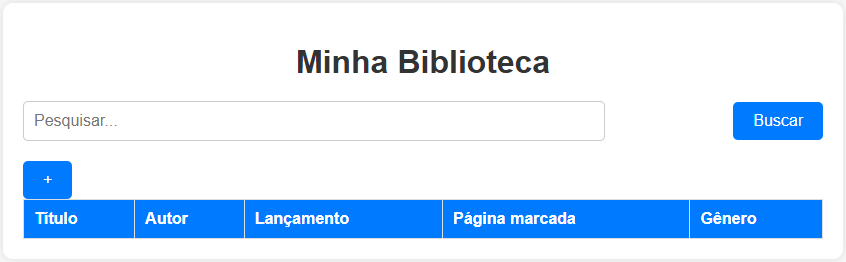 Minha Biblioteca
Pesquisar... Buscar
+
Título Autor Lançamento Página marcada Gênero